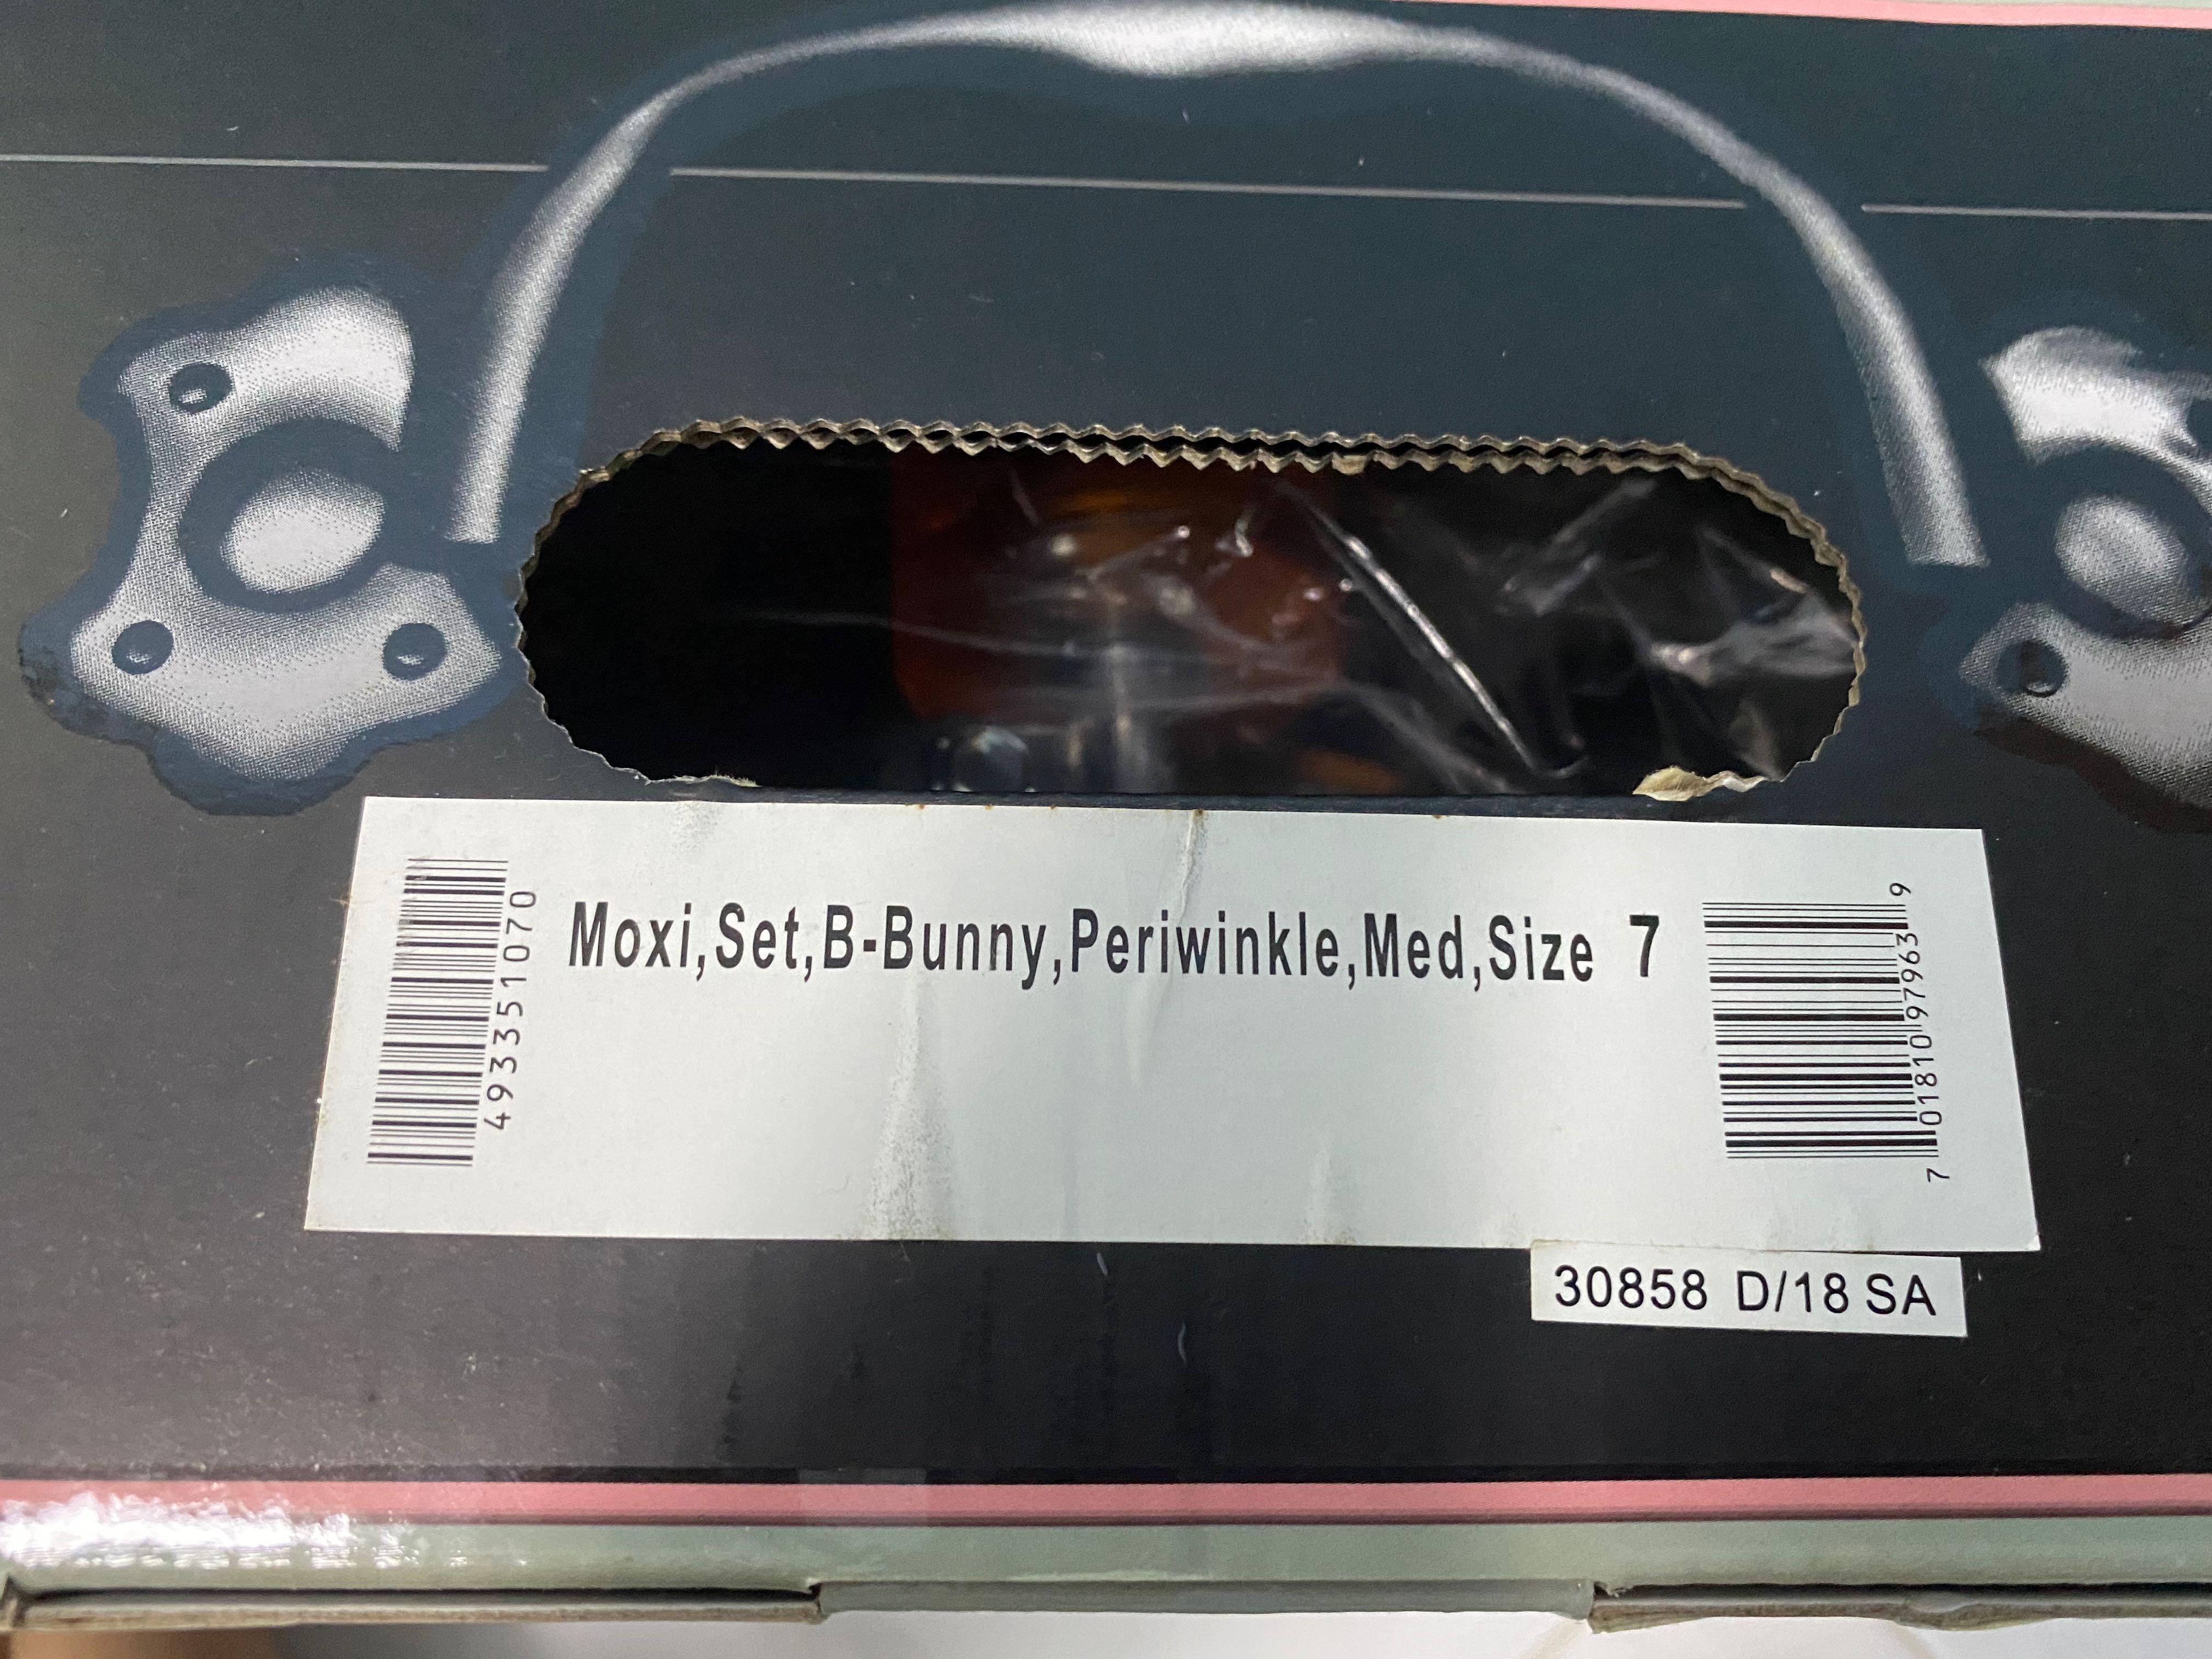 493351070
Moxi,Set,B-Bunny,Periwinkle,Med,Size 7
7 01810 97963 9
30858 D/18 SA